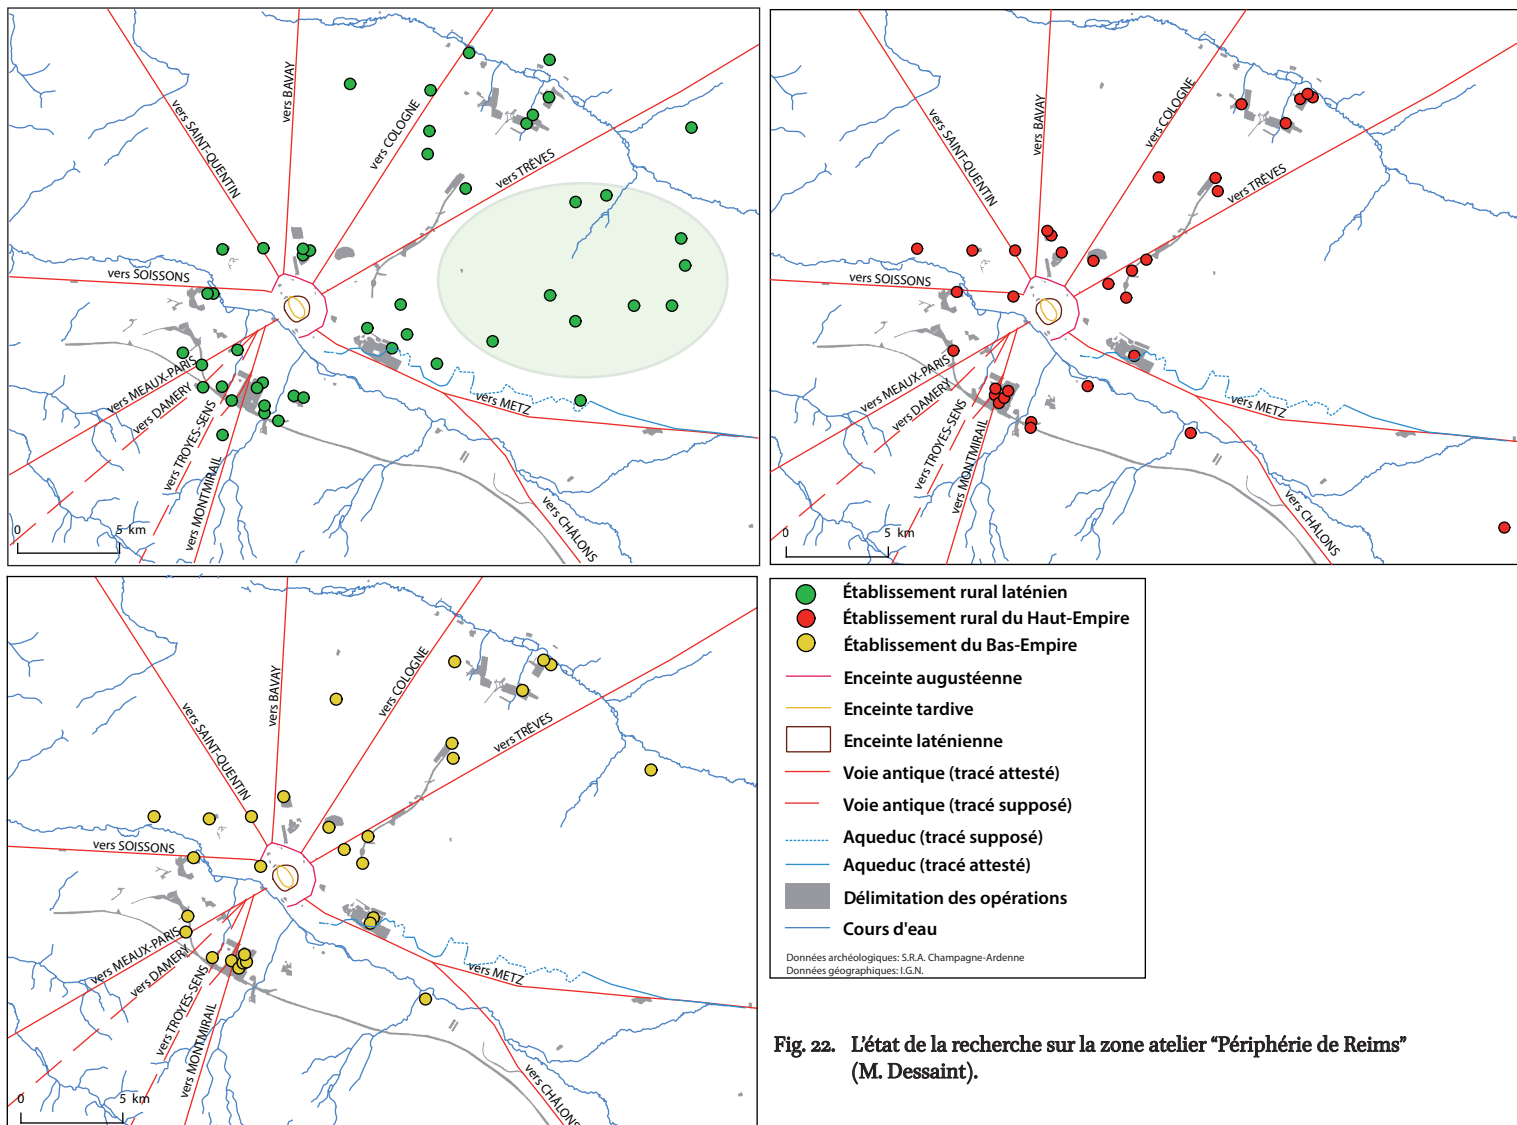 vers SAINT-QUENTIN
vers BAVAY
vers COLOGNE
vers TRÊVES
vers SOISSONS
vers MEAUX-PARIS
vers DAMERY
vers TROYES-SENS
vers MONTMIRAIL
vers METZ
vers CHÂLONS
0 5 km
vers SAINT-QUENTIN
vers BAVAY
vers COLOGNE
vers TRÊVES
vers SOISSONS
vers MEAUX-PARIS
vers DAMERY
vers TROYES-SENS
vers MONTMIRAIL
vers METZ
vers CHÂLONS
0 5 km
vers SAINT-QUENTIN
vers BAVAY
vers COLOGNE
vers TRÊVES
vers SOISSONS
vers MEAUX-PARIS
vers DAMERY
vers TROYES-SENS
vers MONTMIRAIL
vers METZ
vers CHÂLONS
0 5 km
Établissement rural laténien
Établissement rural du Haut-Empire
Établissement du Bas-Empire
Enceinte augustéenne
Enceinte tardive
Enceinte laténienne
Voie antique (tracé attesté)
Voie antique (tracé supposé)
Aqueduc (tracé supposé)
Aqueduc (tracé attesté)
Délimitation des opérations
Cours d'eau
Données archéologiques: S.R.A. Champagne-Ardenne
Données géographiques: I.G.N.
Fig. 22. L'état de la recherche sur la zone atelier “Périphérie de Reims”
(M. Dessaint).